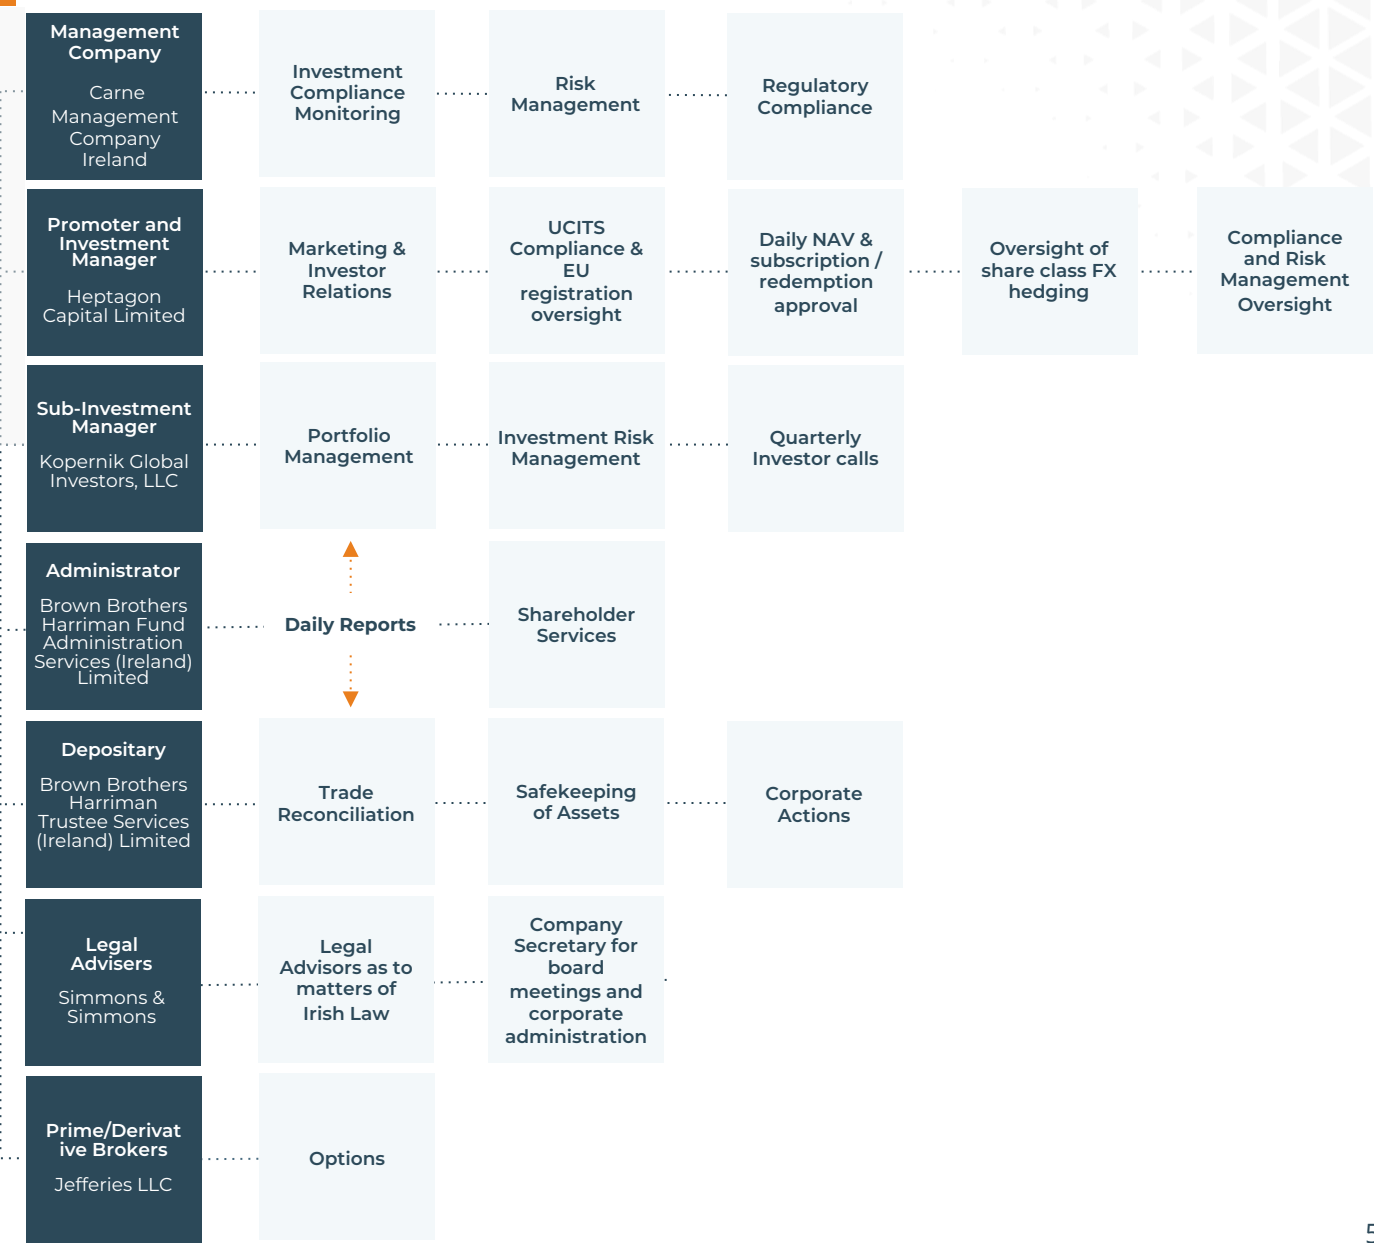 Management
Company
Carne
Management
Company
Ireland
Investment
Compliance
Monitoring
Risk
Management
Regulatory
Compliance
Promoter and
Investment
Manager
Heptagon
Capital Limited
Marketing &
Investor
Relations
UCITS
Compliance &
EU
registration
oversight
Daily NAV &
subscription /
redemption
approval
Oversight of
share class FX
hedging
Compliance
and Risk
Management
Oversight
Sub-Investment
Manager
Kopernik Global
Investors, LLC
Portfolio
Management
Investment Risk
Management
Quarterly
Investor calls
Administrator
Brown Brothers
Harriman Fund
Administration
Services (Ireland)
Limited
Daily Reports
Shareholder
Services
Depositary
Brown Brothers
Harriman
Trustee Services
(Ireland) Limited
Trade
Reconciliation
Safekeeping
of Assets
Corporate
Actions
Legal
Advisers
Simmons &
Simmons
Legal
Advisors as to
matters of
Irish Law
Company
Secretary for
board
meetings and
corporate
administration
Prime/Derivat
ive Brokers
Jefferies LLC
Options
5